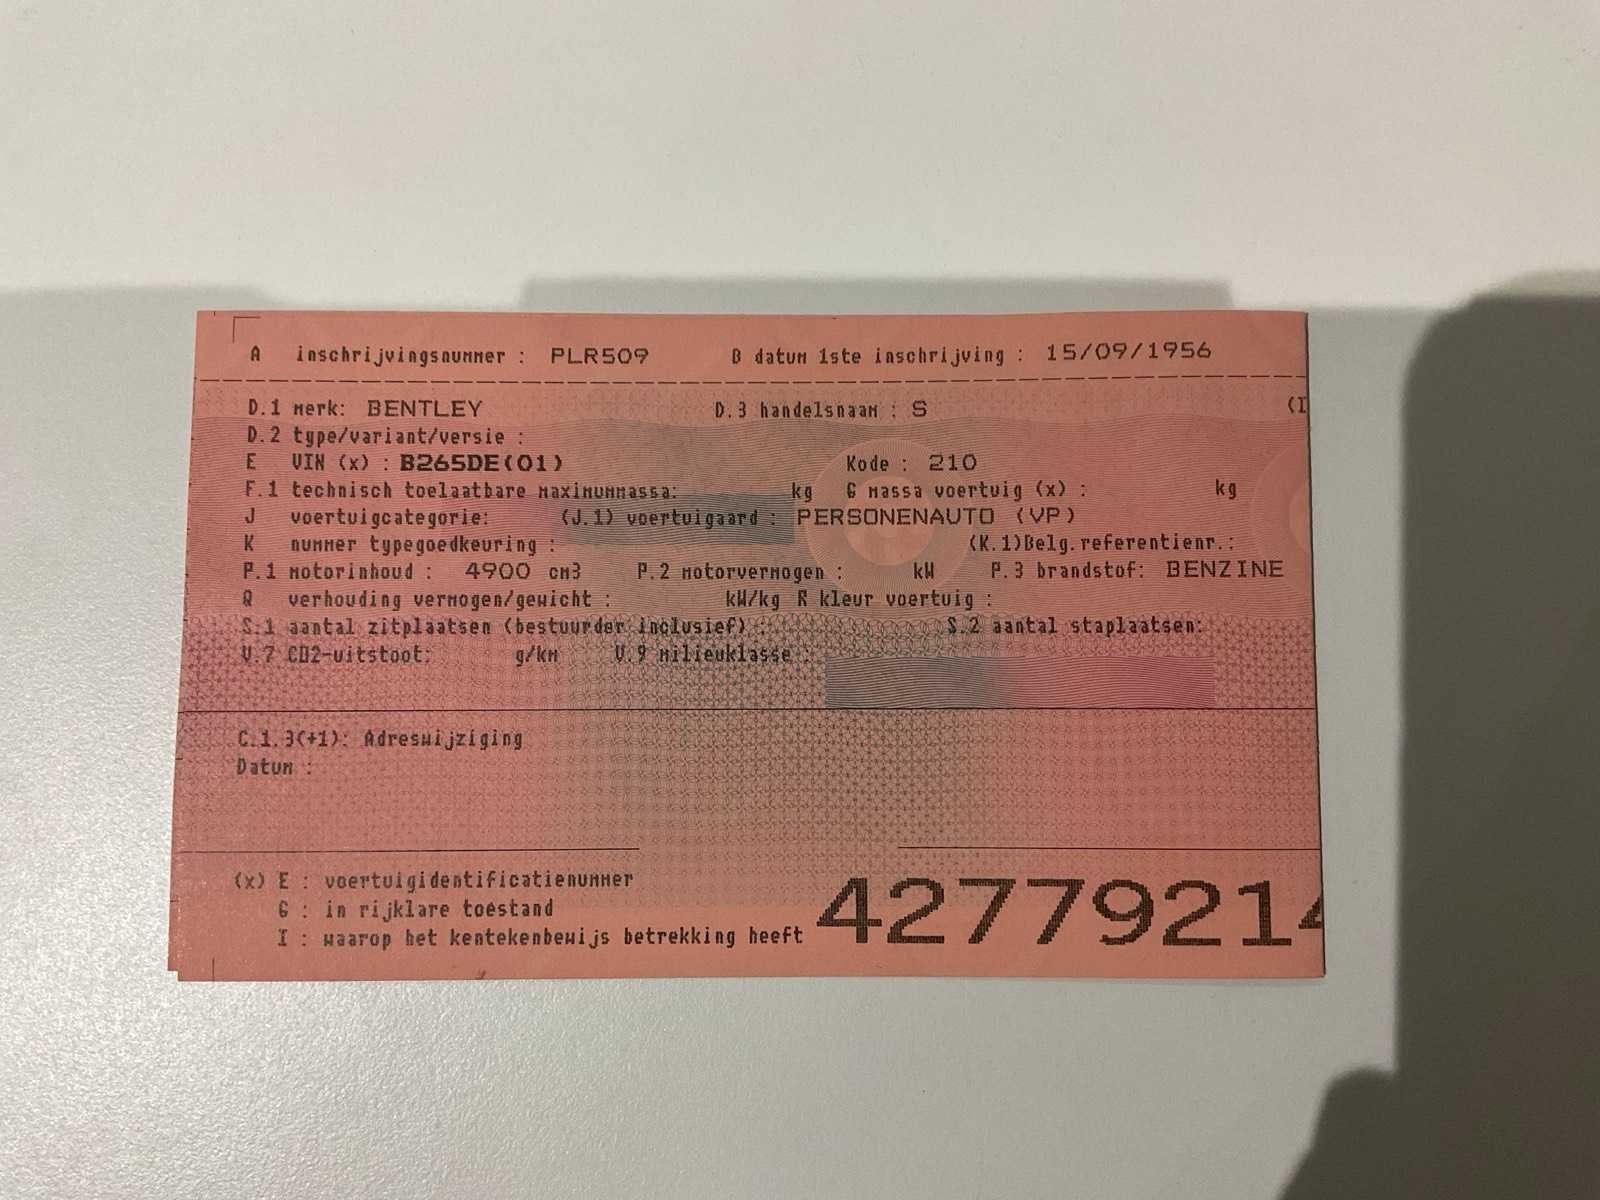 A inschrijvingsnummer : PLR509 B datum 1ste inschrijving : 15/09/1956
D.1 merk: BENTLEY D.3 handelsnaam : S (I
D.2 type/variant/versie :
E VIN (x) : B265DE(01) Kode : 210
F.1 technisch toelaatbare maximummassa: kg G massa voertuig (x) : kg
J voertuigcategorie: (J.1) voertuigaard : PERSONENAUTO (VP)
K nummer typegoedkeuring : (K.1)Belg.referentienr.:
P.1 motorinhoud : 4900 cm3 P.2 motorvermogen : kW P.3 brandstof: BENZINE
Q verhouding vermogen/gewicht : kW/kg R kleur voertuig :
S.1 aantal zitplaatsen (bestuurder inclusief) : S.2 aantal staplaatsen:
V.7 CO2-uitstoot: g/km V.9 milieuklasse :
C.1.3(+1): Adreswijziging
Datum :
(x) E : voertuigidentificatienummer
G : in rijklare toestand
I : waarop het kentekenbewijs betrekking heeft
42779214